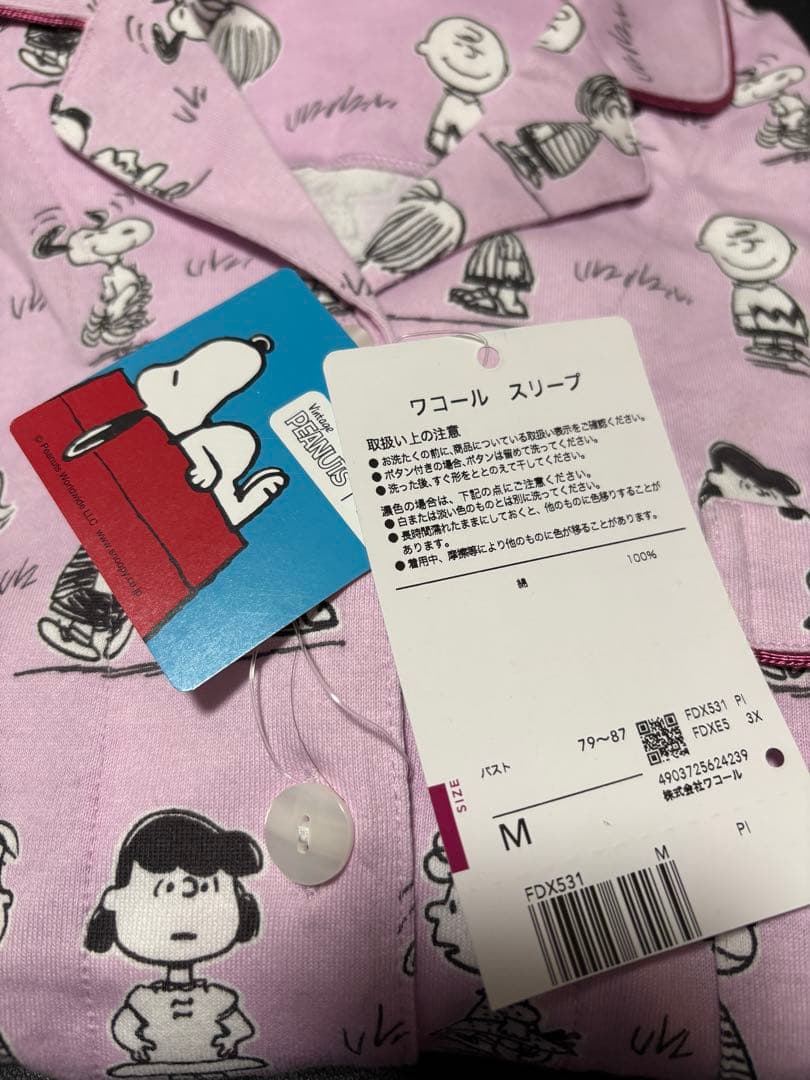 © Peanuts Worldwide LLC www.snoopy.co.jp
Vintage
PEANUTS
ワコール スリープ
取扱い上の注意
●お洗たくの前に、商品についている取扱い表示をご確認ください。
●ボタン付きの場合、ボタンは留めて洗ってください。
●洗った後、すぐ形をととのえて干してください。
濃色の場合は、下記の点にご注意ください。
●白または淡い色のものとは別に洗ってください。
●長時間濡れたままにしておくと、他のものに色移りすることが
あります。
●着用中、摩擦等により他のものに色が移ることがあります。
綿 100%
バスト 79〜87
FDX531 PI
FDXE5 3X
4903725624239
株式会社ワコール
SIZE
M
PI
FDX531 M